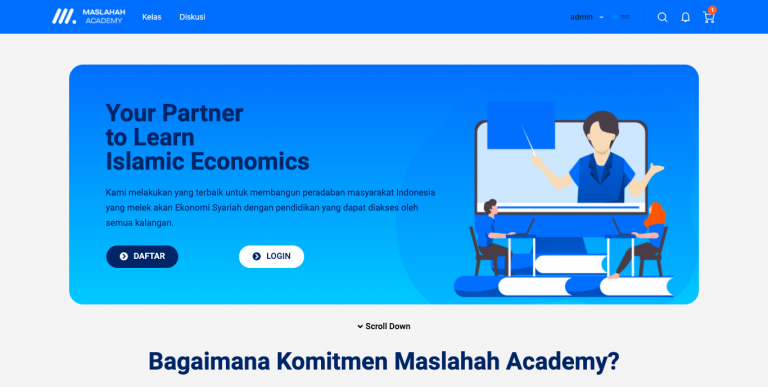 MASLAHAH
ACADEMY
Kelas
Diskusi
admin
1
Your Partner
to Learn
Islamic Economics
Kami melakukan yang terbaik untuk membangun peradaban masyarakat Indonesia
yang melek akan Ekonomi Syariah dengan pendidikan yang dapat diakses oleh
semua kalangan.
DAFTAR
LOGIN
Scroll Down
Bagaimana Komitmen Maslahah Academy?